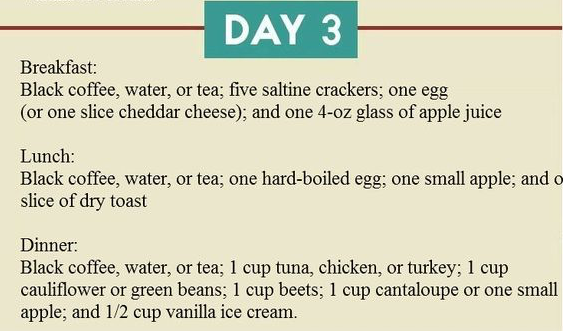 DAY 3
Breakfast:
Black coffee, water, or tea; five saltine crackers; one egg
(or one slice cheddar cheese); and one 4-oz glass of apple juice
Lunch:
Black coffee, water, or tea; one hard-boiled egg; one small apple; and
slice of dry toast
Dinner:
Black coffee, water, or tea; 1 cup tuna, chicken, or turkey; 1 cup
cauliflower or green beans; 1 cup beets; 1 cup cantaloupe or one small
apple; and 1/2 cup vanilla ice cream.